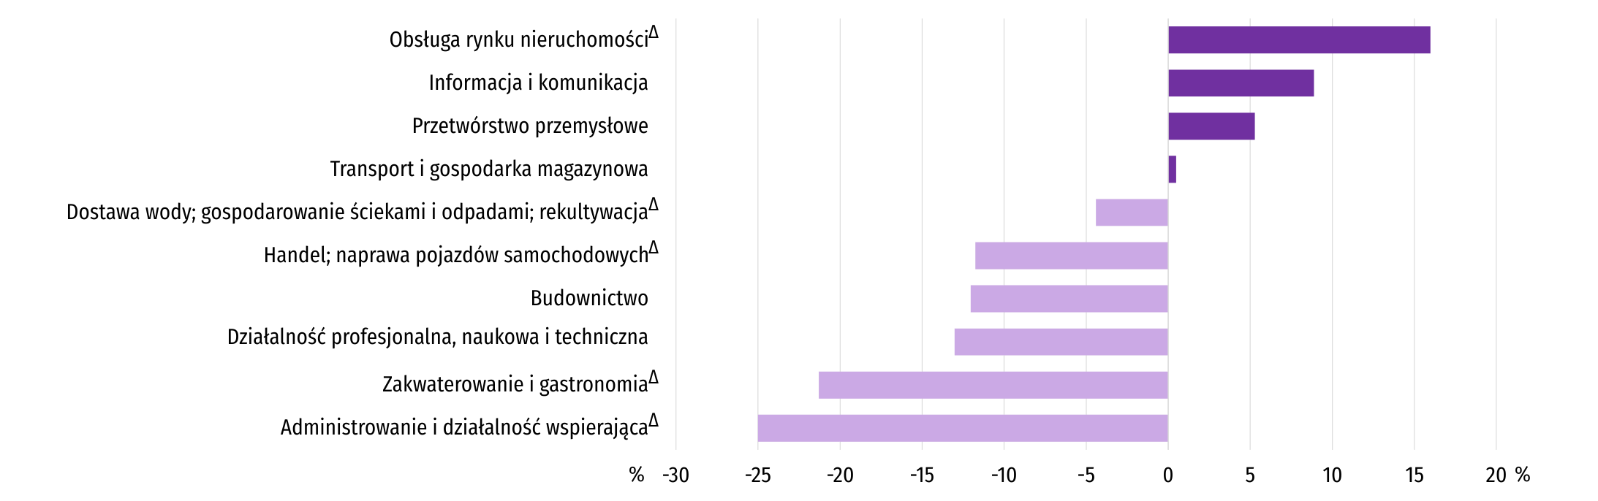 Obsługa rynku nieruchomościΔ
Informacja i komunikacja
Przetwórstwo przemysłowe
Transport i gospodarka magazynowa
Dostawa wody; gospodarowanie ściekami i odpadami; rekultywacjaΔ
Handel; naprawa pojazdów samochodowychΔ
Budownictwo
Działalność profesjonalna, naukowa i techniczna
Zakwaterowanie i gastronomiaΔ
Administrowanie i działalność wspierającaΔ
% -30 -25 -20 -15 -10 -5 0 5 10 15 20 %